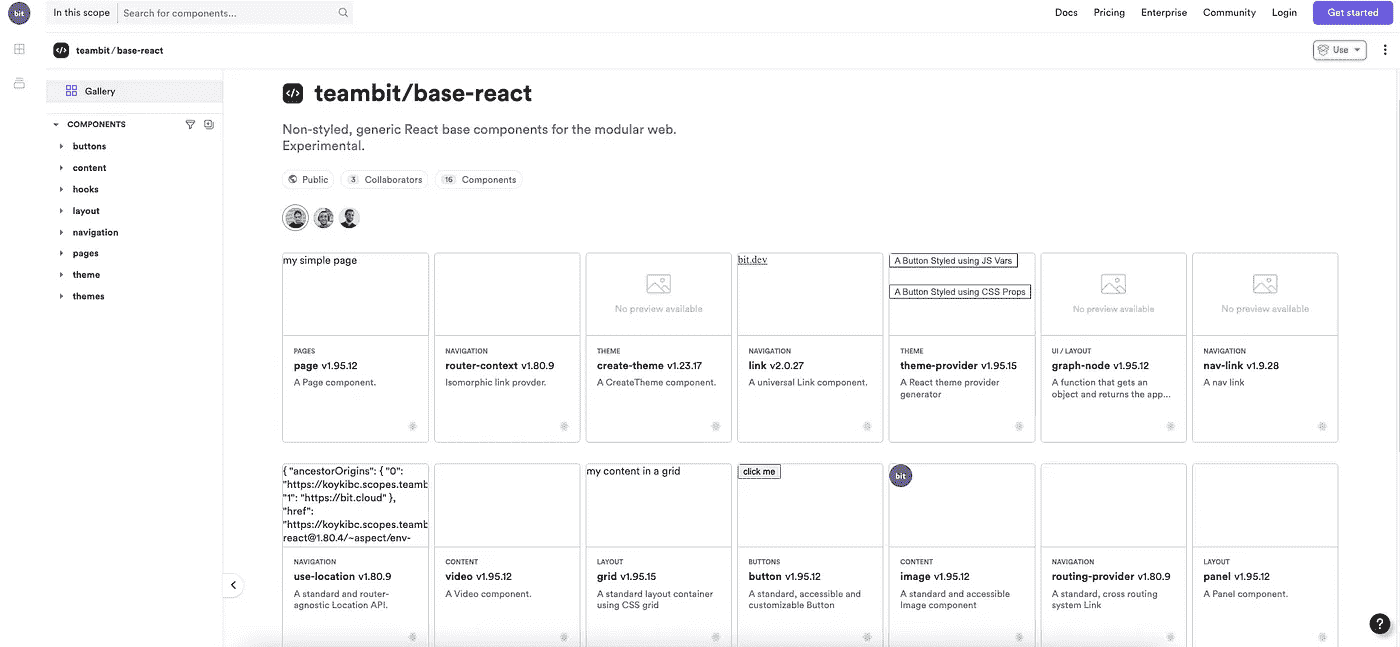 bit
In this scope
Search for components...
Docs
Pricing
Enterprise
Community
Login
Get started
teambit / base-react
Use
Gallery
COMPONENTS
buttons
content
hooks
layout
navigation
pages
theme
themes
teambit/base-react
Non-styled, generic React base components for the modular web.
Experimental.
Public
3 Collaborators
16 Components
my simple page
PAGES
page v1.95.12
A Page component.
NAVIGATION
router-context v1.80.9
Isomorphic link provder.
No preview available
THEME
create-theme v1.23.17
A CreateTheme component.
bit.dev
NAVIGATION
link v2.0.27
A universal Link component.
A Button Styled using JS Vars
A Button Styled using CSS Props
THEME
theme-provider v1.95.15
A React theme provider
generator
No preview available
UI / LAYOUT
graph-node v1.95.12
A function that gets an
object and returns the app...
No preview available
NAVIGATION
nav-link v1.9.28
A nav link
{ "ancestorOrigins": { "0":
"https://koykibc.scopes.teamb
"1": "https://bit.cloud" },
"href":
"https://koykibc.scopes.teamb
react@1.80.4/~aspect/env-
NAVIGATION
use-location v1.80.9
A standard and router-
agnostic Location API.
CONTENT
video v1.95.12
A Video component.
my content in a grid
LAYOUT
grid v1.95.15
A standard layout container
using CSS grid
click me
BUTTONS
button v1.95.12
A standard, accessible and
customizable Button
bit
CONTENT
image v1.95.12
A standard and accessible
Image component
NAVIGATION
routing-provider v1.80.9
A standard, cross routing
system Link
LAYOUT
panel v1.95.12
A Panel component.
?